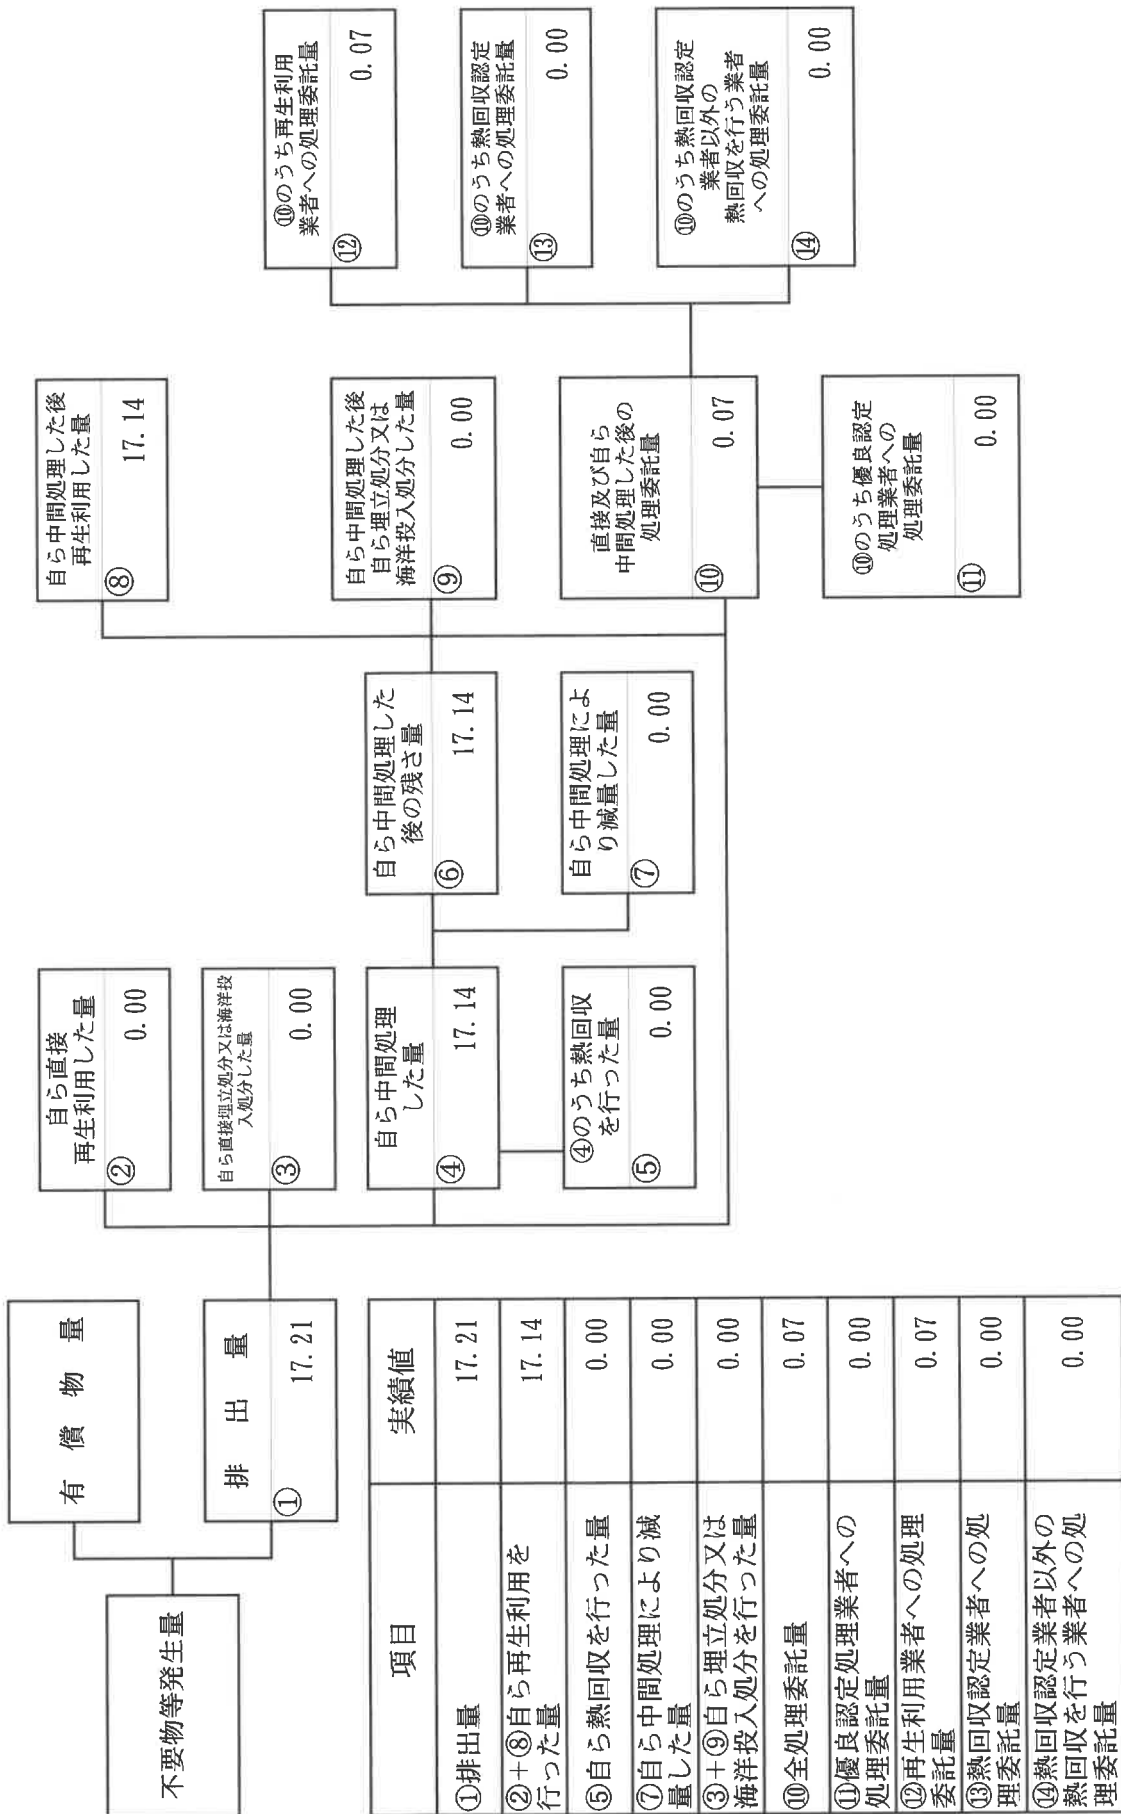 不要物等発生量
有償物量
排出量
①
17.21
自ら直接
再生利用した量
②
0.00
自ら直接埋立処分又は海洋投
入処分した量
③
0.00
自ら中間処理
した量
④
17.14
④のうち熱回収
を行った量
⑤
0.00
自ら中間処理した
後の残さ量
⑥
17.14
自ら中間処理によ
り減量した量
⑦
0.00
自ら中間処理した後
再生利用した量
⑧
17.14
自ら中間処理した後
自ら埋立処分又は
海洋投入処分した量
⑨
0.00
直接及び自ら
中間処理した後の
処理委託量
⑩
0.07
⑩のうち優良認定
処理業者への
処理委託量
⑪
0.00
⑩のうち再生利用
業者への処理委託量
⑫
0.07
⑩のうち熱回収認定
業者への処理委託量
⑬
0.00
⑩のうち熱回収認定
業者以外の
熱回収を行う業者
への処理委託量
⑭
0.00
項目 実績値
①排出量 17.21
②+⑧自ら再生利用を
行った量 17.14
⑤自ら熱回収を行った量 0.00
⑦自ら中間処理により減
量した量 0.00
③+⑨自ら埋立処分又は
海洋投入処分を行った量 0.00
⑩全処理委託量 0.07
⑪優良認定処理業者への
処理委託量 0.00
⑫再生利用業者への処理
委託量 0.07
⑬熱回収認定業者への処
理委託量 0.00
⑭熱回収認定業者以外の
熱回収を行う業者への処
理委託量 0.00